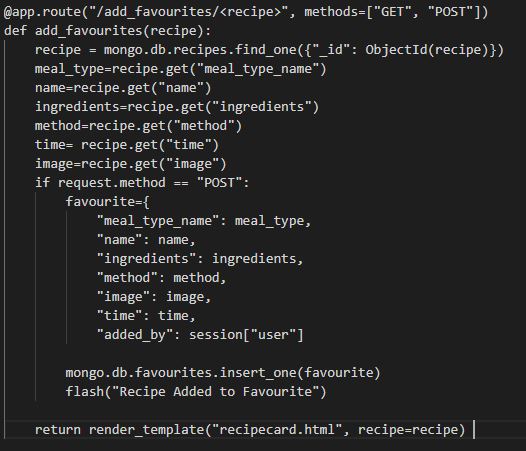 @app.route("/add_favourites/<recipe>", methods=["GET", "POST"])
def add_favourites(recipe):
    recipe = mongo.db.recipes.find_one({"_id": ObjectId(recipe)})
    meal_type=recipe.get("meal_type_name")
    name=recipe.get("name")
    ingredients=recipe.get("ingredients")
    method=recipe.get("method")
    time= recipe.get("time")
    image=recipe.get("image")
    if request.method == "POST":
        favourite={
            "meal_type_name": meal_type,
            "name": name,
            "ingredients": ingredients,
            "method": method,
            "image": image,
            "time": time,
            "added_by": session["user"]

        mongo.db.favourites.insert_one(favourite)
        flash("Recipe Added to Favourite")

    return render_template("recipecard.html", recipe=recipe)